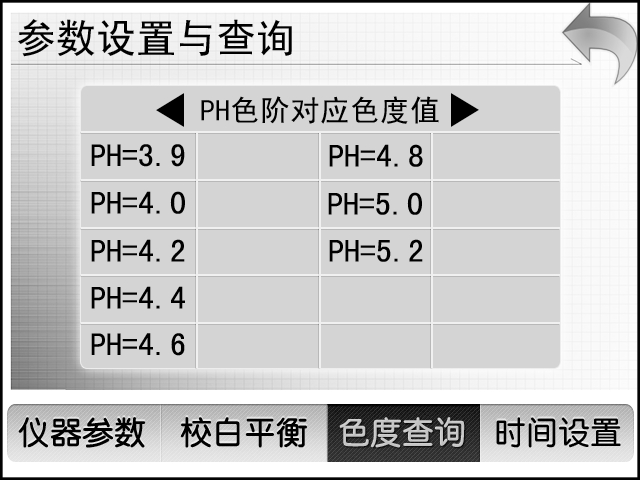 参数设置与查询
PH色阶对应色度值
PH=3.9 PH=4.8
PH=4.0 PH=5.0
PH=4.2 PH=5.2
PH=4.4
PH=4.6
仪器参数 校白平衡 色度查询 时间设置